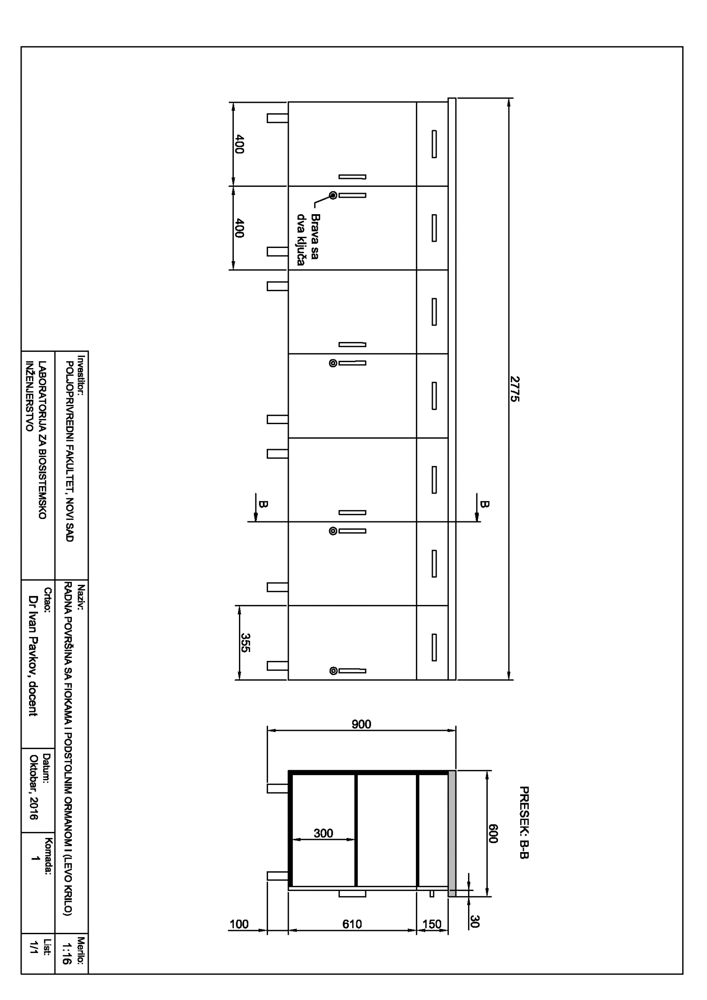 2775
B
B
400
400
355
Brava sa
dva ključa
PRESEK: B-B
900
600
30
300
100
610
150
Investitor:
POLJOPRIVREDNI FAKULTET, NOVI SAD
Naziv:
RADNA POVRŠINA SA FIOKAMA I PODSTOLNIM ORMANOM I (LEVO KRILO)
Merilo:
1:16
LABORATORIJA ZA BIOSISTEMSKO
INŽENJERSTVO
Crtao:
Dr Ivan Pavkov, docent
Datum:
Oktobar, 2016
Komada:
1
List:
1/1